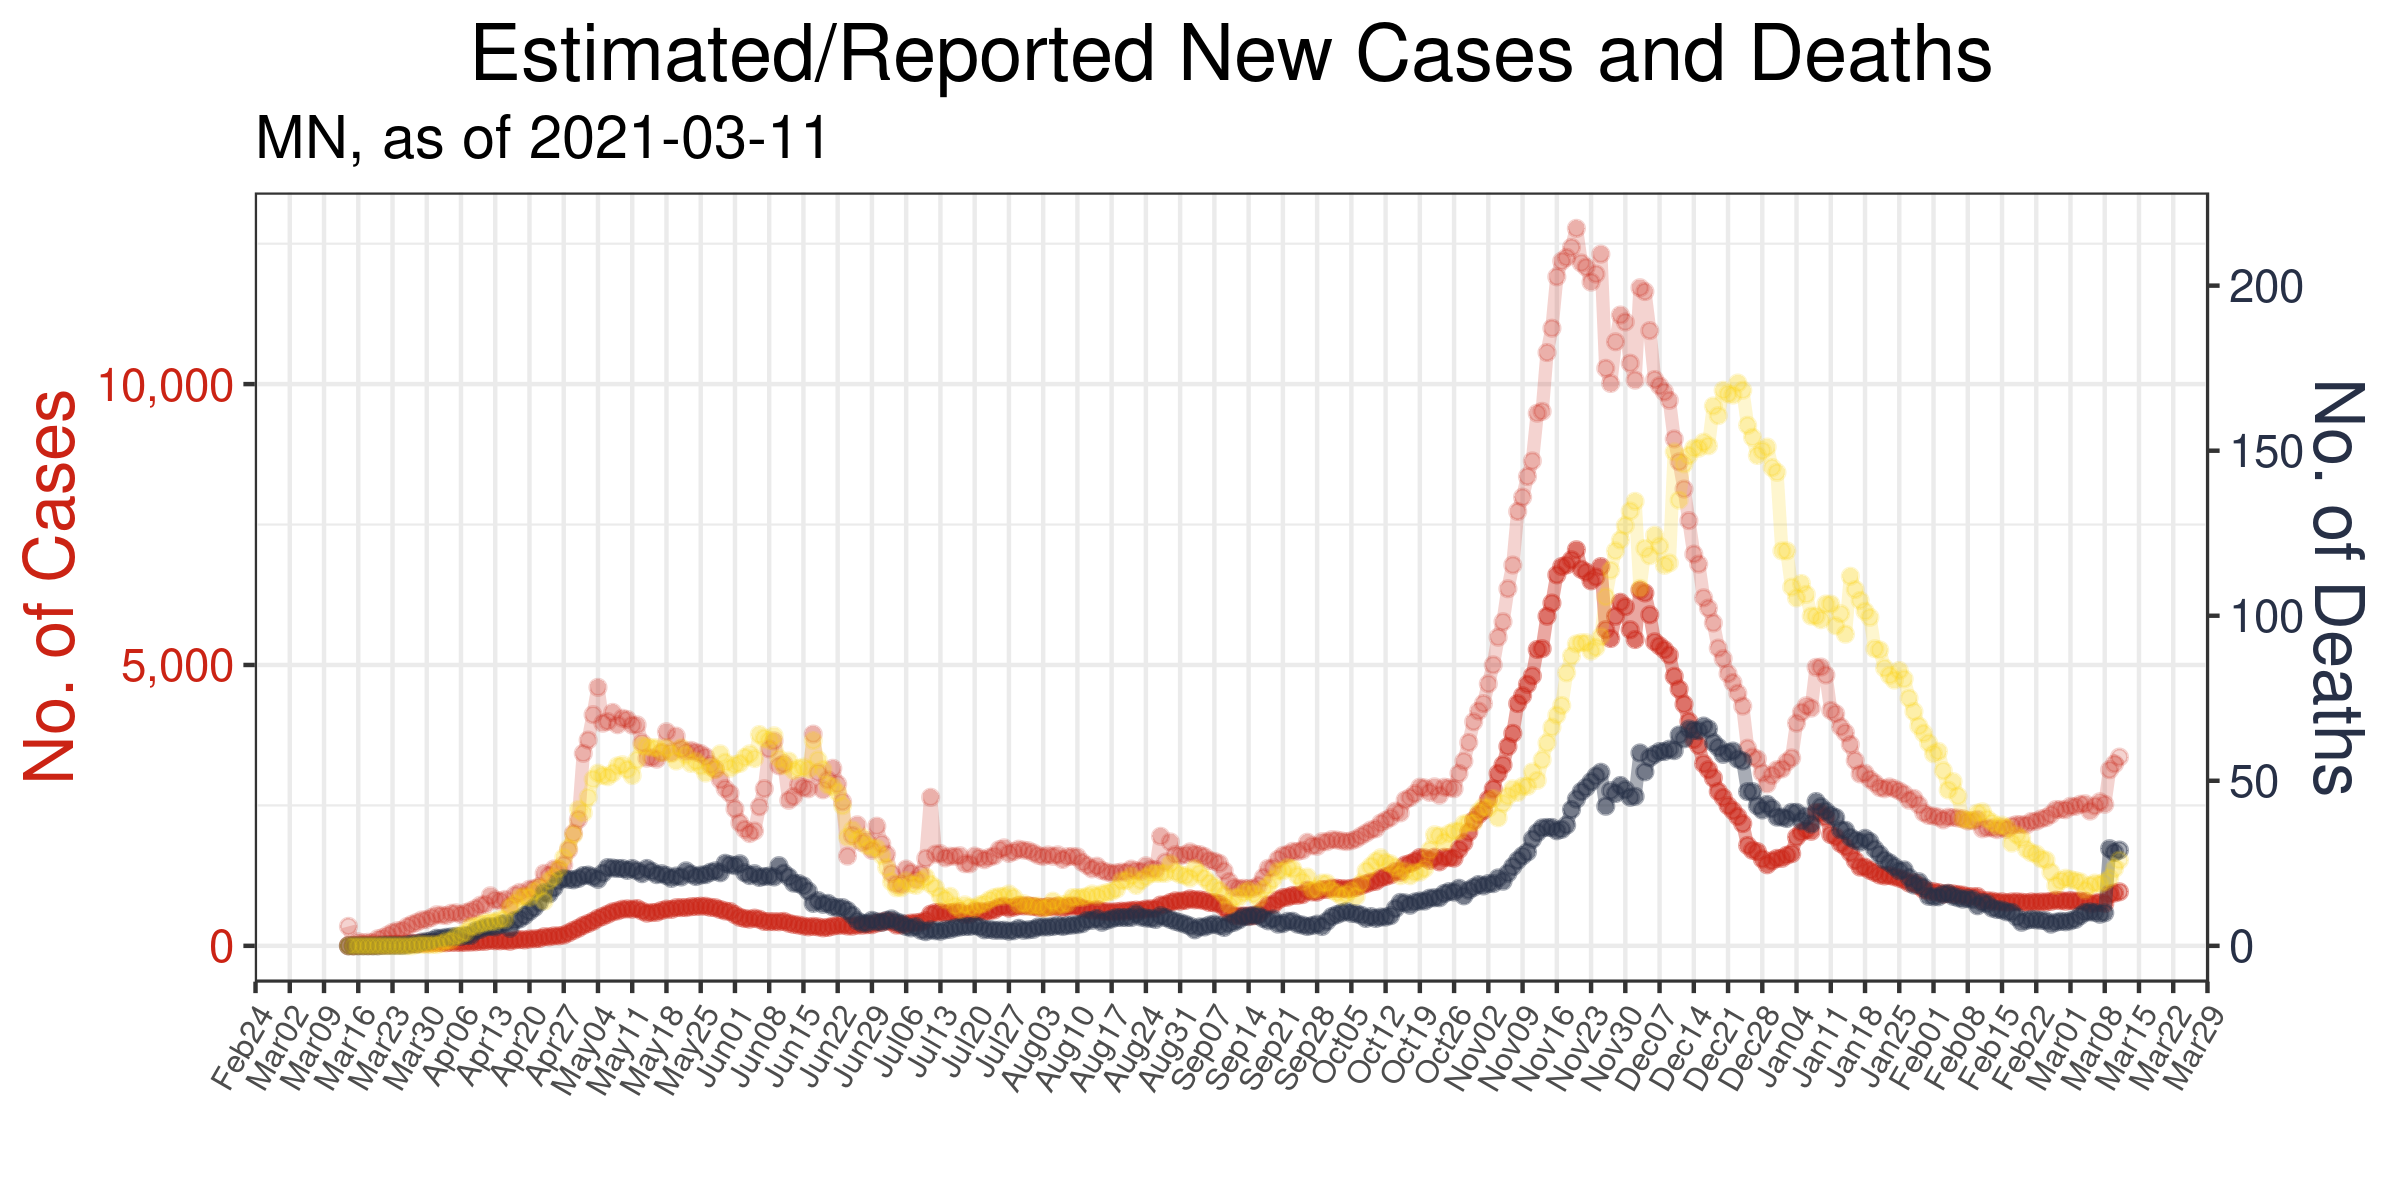 Estimated/Reported New Cases and Deaths
MN, as of 2021-03-11
No. of Cases
10,000
5,000
0
No. of Deaths
200
150
100
50
0
Feb24 Mar02 Mar09 Mar16 Mar23 Mar30 Apr06 Apr13 Apr20 Apr27 May04 May11 May18 May25 Jun01 Jun08 Jun15 Jun22 Jun29 Jul06 Jul13 Jul20 Jul27 Aug03 Aug10 Aug17 Aug24 Aug31 Sep07 Sep14 Sep21 Sep28 Oct05 Oct12 Oct19 Oct26 Nov02 Nov09 Nov16 Nov23 Nov30 Dec07 Dec14 Dec21 Dec28 Jan04 Jan11 Jan18 Jan25 Feb01 Feb08 Feb15 Feb22 Mar01 Mar08 Mar15 Mar22 Mar29